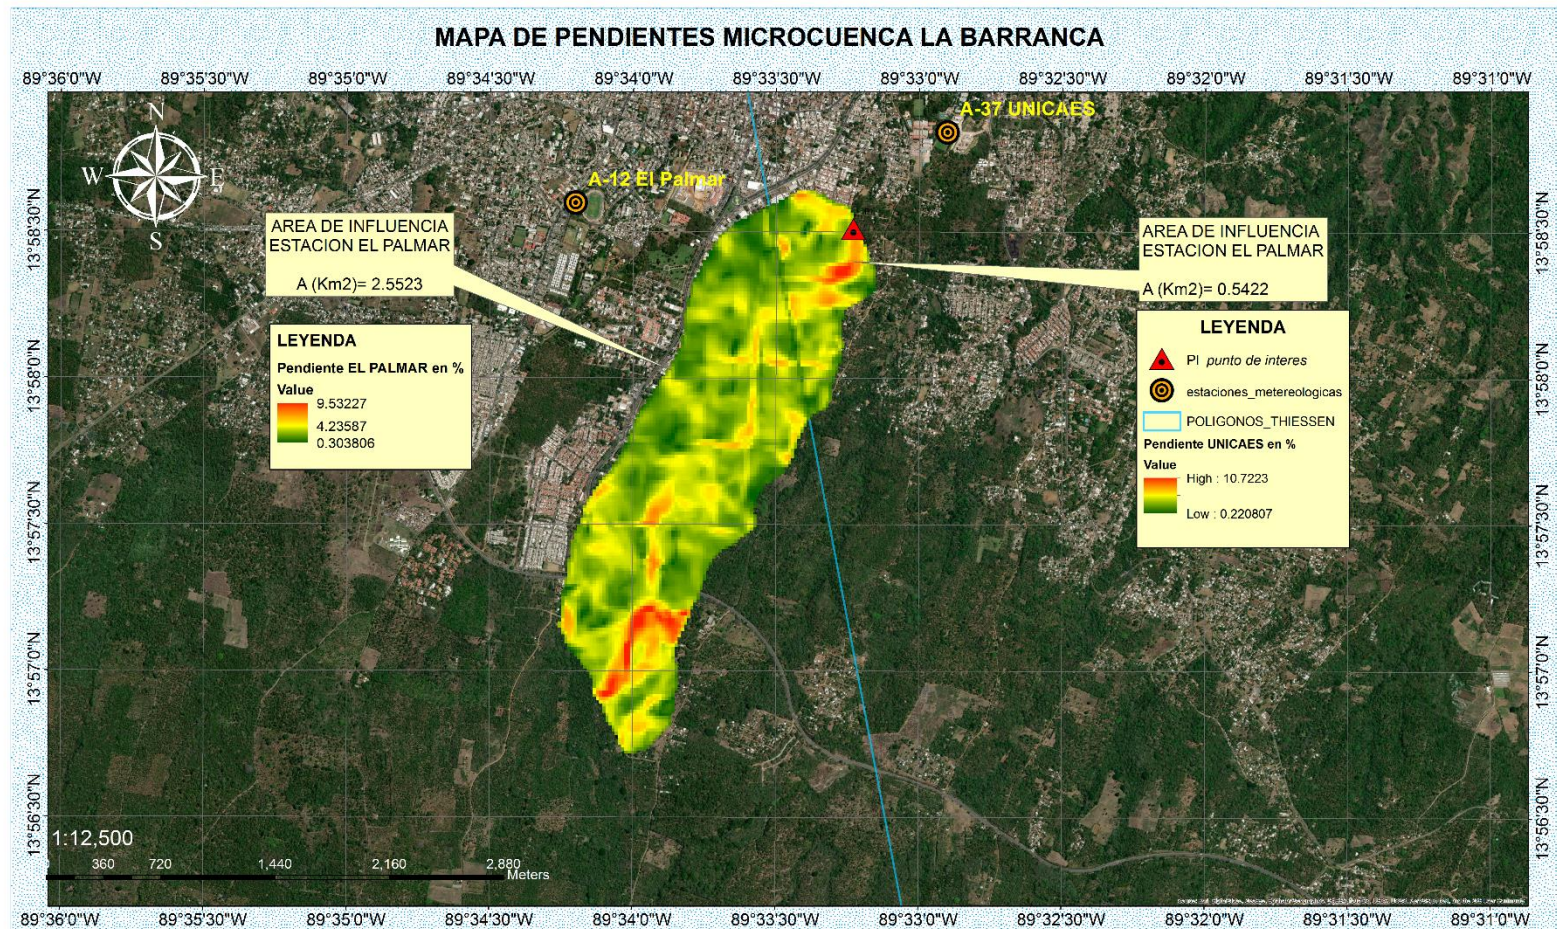 MAPA DE PENDIENTES MICROCUENCA LA BARRANCA
89°36'0"W 89°35'30"W 89°35'0"W 89°34'30"W 89°34'0"W 89°33'30"W 89°33'0"W 89°32'30"W 89°32'0"W 89°31'30"W 89°31'0"W
N
W E
S
A-37 UNICAES
A-12 El Palmar
AREA DE INFLUENCIA
ESTACION EL PALMAR
A (Km2)= 2.5523
AREA DE INFLUENCIA
ESTACION EL PALMAR
A (Km2)= 0.5422
LEYENDA
Pendiente EL PALMAR en %
Value
9.53227
4.23587
0.303806
LEYENDA
PI punto de interes
estaciones_metereologicas
POLIGONOS_THIESSEN
Pendiente UNICAES en %
Value
High : 10.7223
Low : 0.220807
13°58'30"N
13°58'0"N
13°57'30"N
13°57'0"N
13°56'30"N
13°58'30"N
13°58'0"N
13°57'30"N
13°57'0"N
13°56'30"N
1:12,500
0 360 720 1,440 2,160 2,880
Meters
89°36'0"W 89°35'30"W 89°35'0"W 89°34'30"W 89°34'0"W 89°33'30"W 89°33'0"W 89°32'30"W 89°32'0"W 89°31'30"W 89°31'0"W